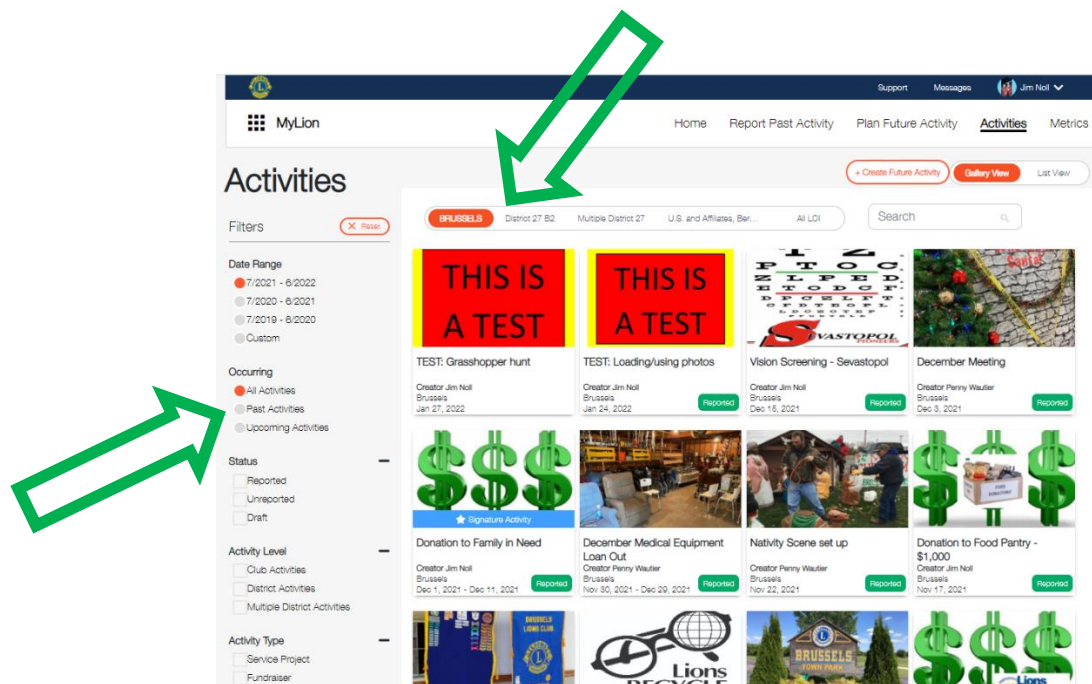 Support Messages Jim Noll
MyLion
Home Report Past Activity Plan Future Activity Activities Metrics
Activities
+ Create Future Activity Gallery View List View
Filters X Reset
BRUSSELS District 27 B2 Multiple District 27 U.S. and Affiliates, Ber... All LCI
Search
Date Range
7/2021 - 6/2022
7/2020 - 6/2021
7/2019 - 6/2020
Custom
Occurring
All Activities
Past Activities
Upcoming Activities
Status
Reported
Unreported
Draft
Activity Level
Club Activities
District Activities
Multiple District Activities
Activity Type
Service Project
Fundraiser
THIS IS
A TEST
TEST: Grasshopper hunt
Creator Jim Noll
Brussels
Jan 27, 2022
THIS IS
A TEST
TEST: Loading/using photos
Creator Jim Noll
Brussels
Jan 24, 2022
Reported
SEVASTOPOL
PIONEERS
Vision Screening - Sevastopol
Creator Jim Noll
Brussels
Dec 15, 2021
Reported
Santa!
December Meeting
Creator Penny Wautier
Brussels
Dec 3, 2021
Reported
$$$
Signature Activity
Donation to Family in Need
Creator Jim Noll
Brussels
Dec 1, 2021 - Dec 11, 2021
Reported
December Medical Equipment
Loan Out
Creator Penny Wautier
Brussels
Nov 30, 2021 - Dec 29, 2021
Reported
Nativity Scene set up
Creator Penny Wautier
Brussels
Nov 22, 2021
Reported
FOOD
DONATIONS
Donation to Food Pantry -
$1,000
Creator Jim Noll
Brussels
Nov 17, 2021
Reported
BRUSSELS
LIONS CLUB
Lions
RECYCLE
BRUSSELS
TOWN PARK
$$$
Lions